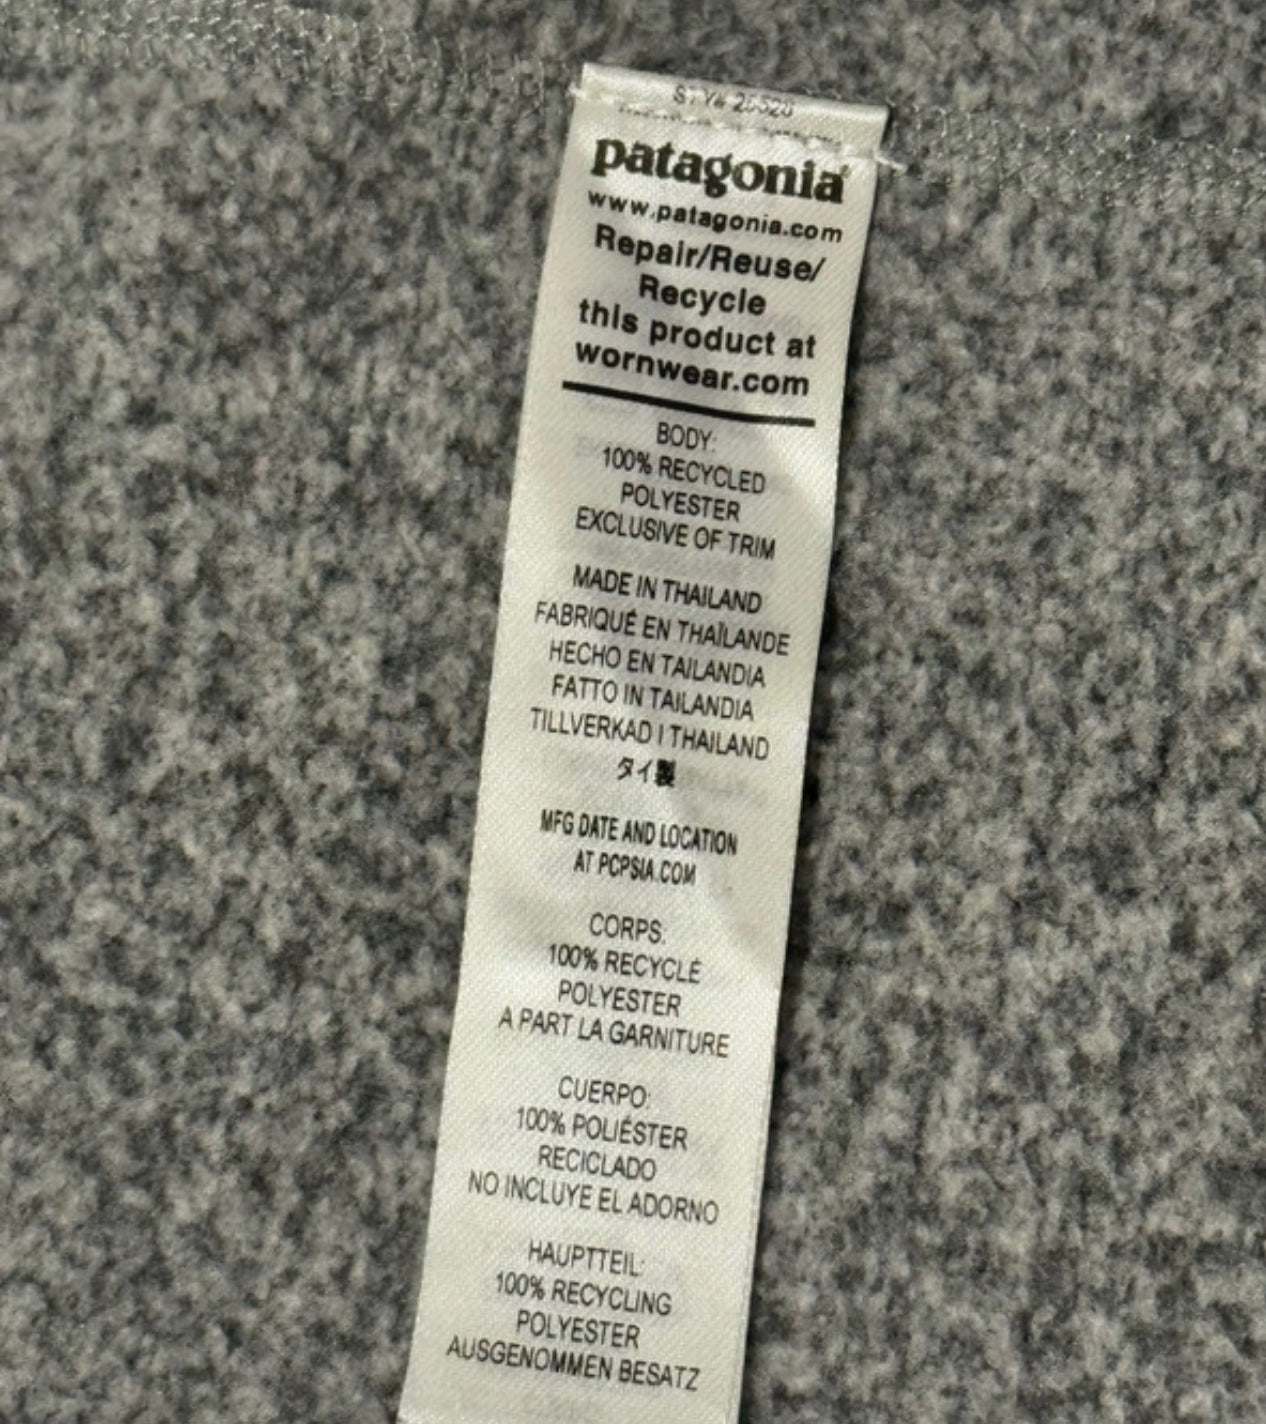 patagonia
www.patagonia.com
Repair/Reuse/
Recycle
this product at
wornwear.com
BODY:
100% RECYCLED
POLYESTER
EXCLUSIVE OF TRIM
MADE IN THAILAND
FABRIQUÉ EN THAÏLANDE
HECHO EN TAILANDIA
FATTO IN TAILANDIA
TILLVERKAD I THAILAND
タイ製
MFG DATE AND LOCATION
AT PCPSIA.COM
CORPS:
100% RECYCLÉ
POLYESTER
A PART LA GARNITURE
CUERPO:
100% POLIÉSTER
RECICLADO
NO INCLUYE EL ADORNO
HAUPTTEIL:
100% RECYCLING
POLYESTER
AUSGENOMMEN BESATZ